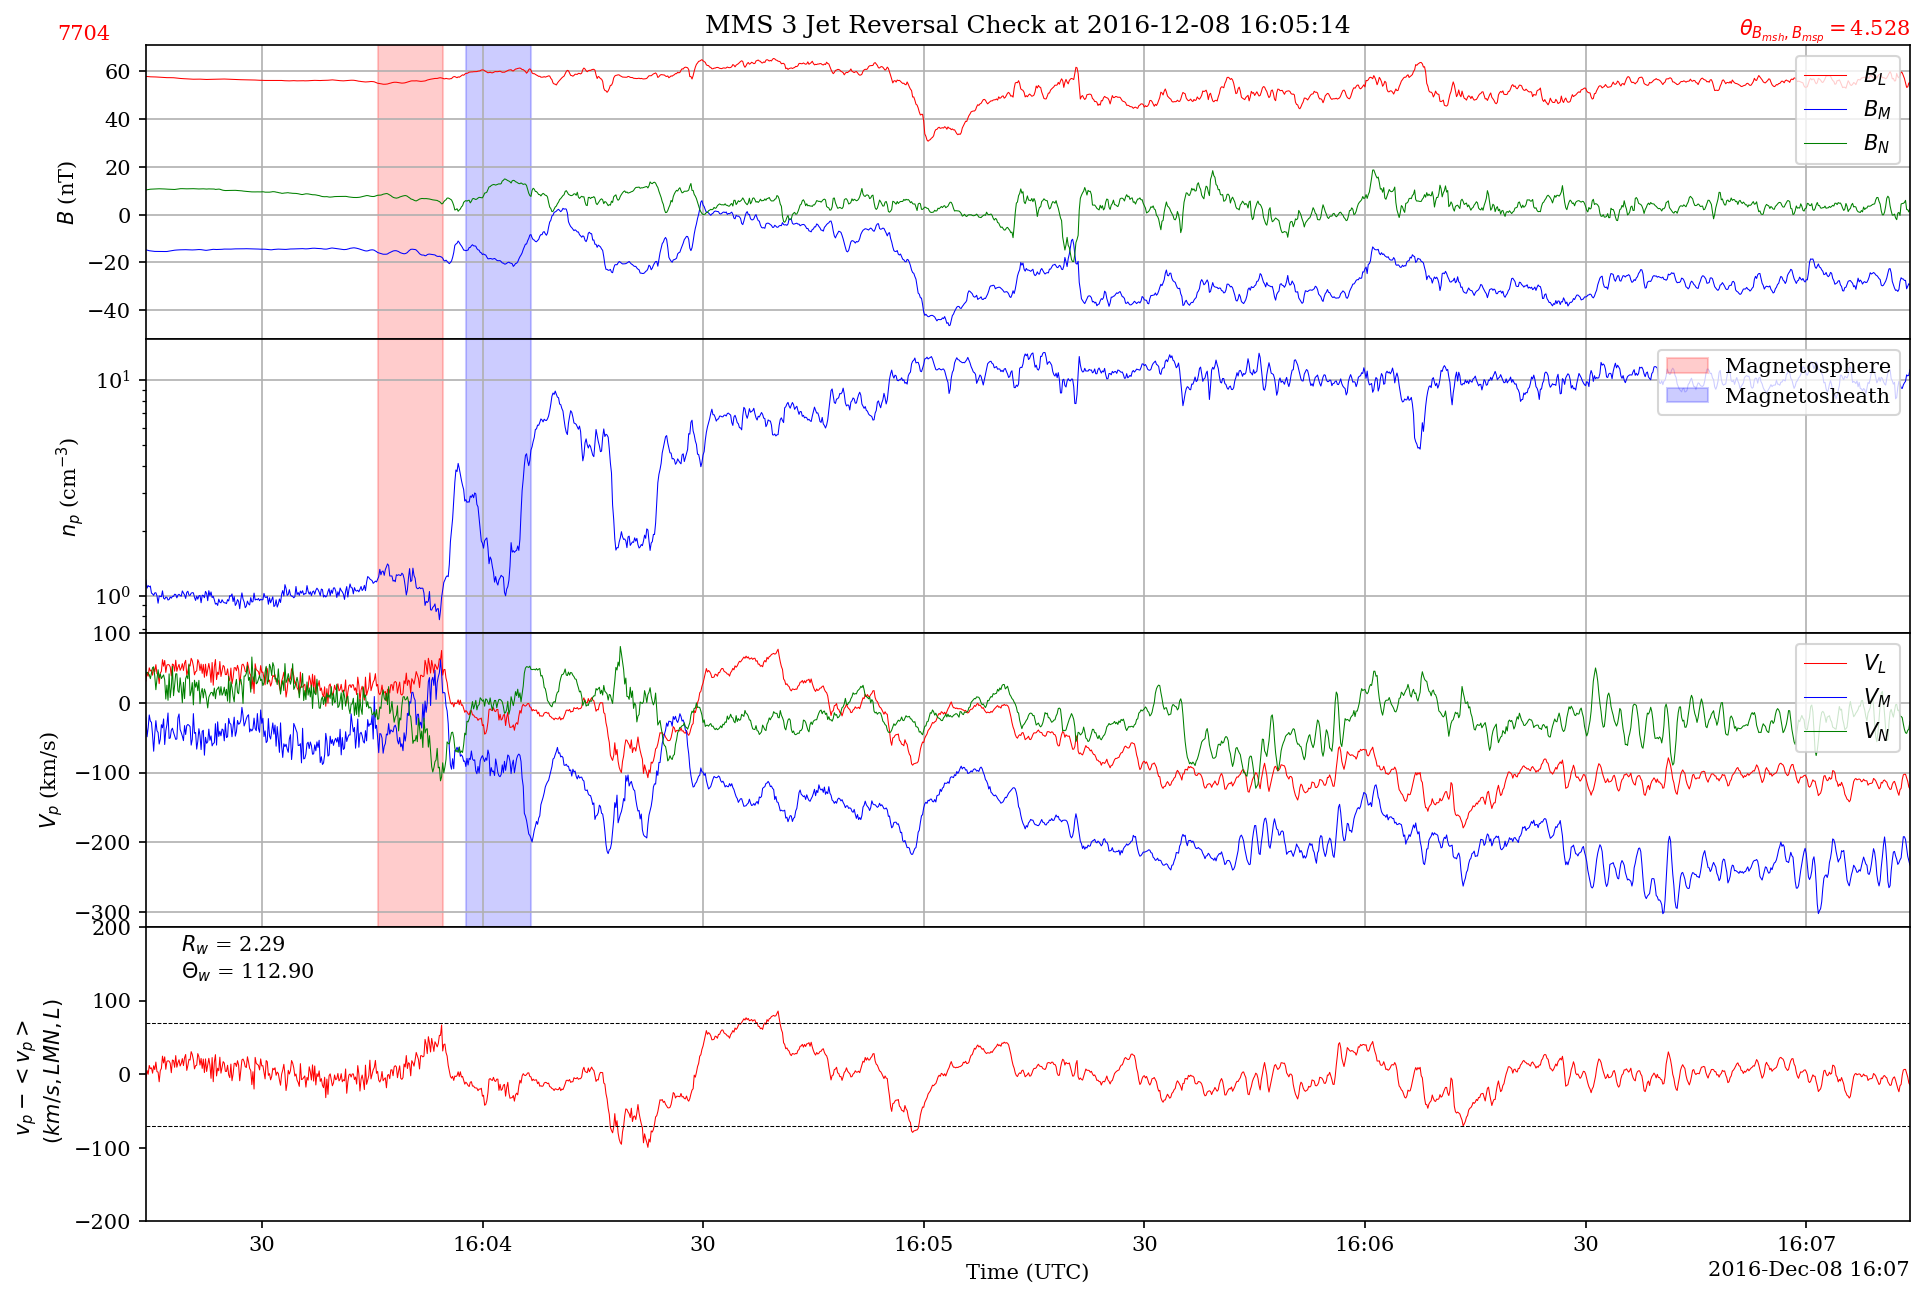 7704
MMS 3 Jet Reversal Check at 2016-12-08 16:05:14
θ_{B_{msh}, B_{msp}} = 4.528
B (nT)
60
40
20
0
−20
−40
B_L
B_M
B_N
n_p (cm^{−3})
10^1
10^0
Magnetosphere
Magnetosheath
V_p (km/s)
100
0
−100
−200
−300
V_L
V_M
V_N
v_p − < v_p >
(km/s, LMN, L)
200
100
0
−100
−200
R_w = 2.29
Θ_w = 112.90
30 16:04 30 16:05 30 16:06 30 16:07
Time (UTC)
2016-Dec-08 16:07